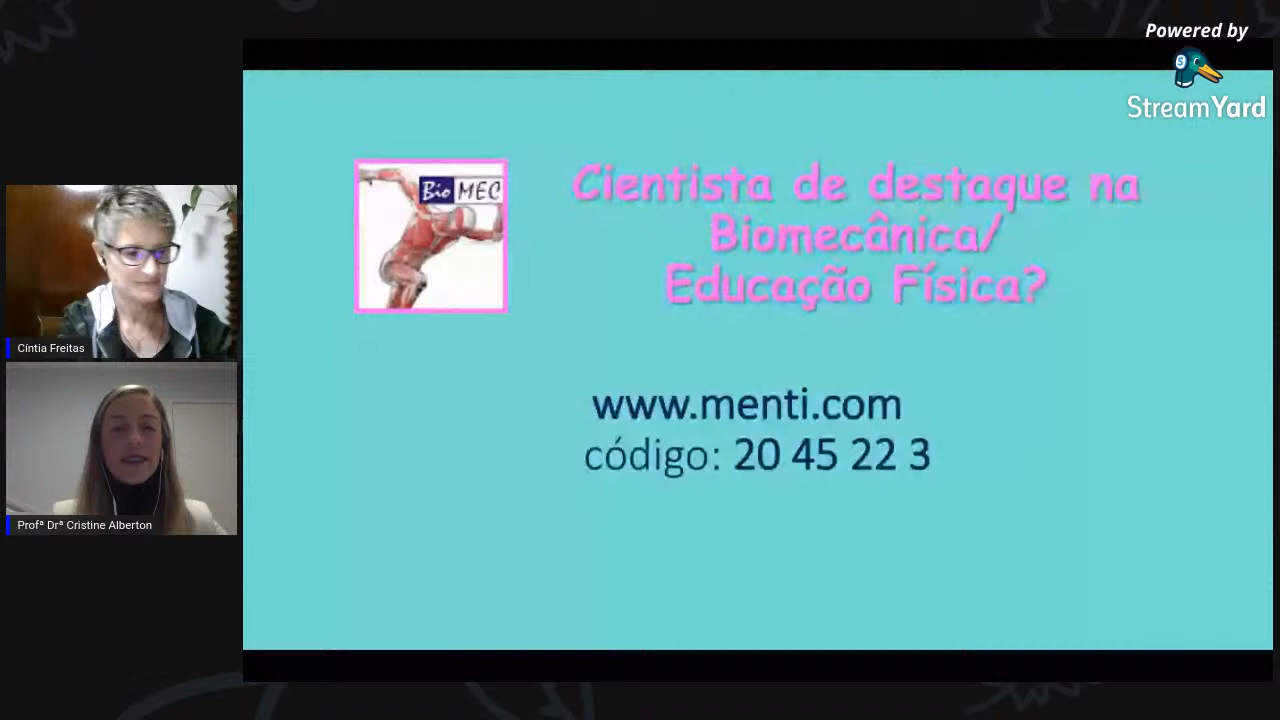 Powered by
StreamYard
Bio MEC
Cientista de destaque na
Biomecânica/
Educação Física?
www.menti.com
código: 20 45 22 3
Cíntia Freitas
Profª Drª Cristine Alberton